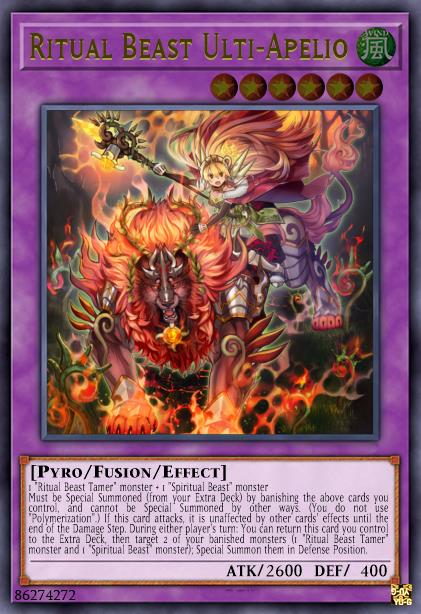 Ritual Beast Ulti-Apelio
WIND
風
[Pyro/Fusion/Effect]
1 "Ritual Beast Tamer" monster + 1 "Spiritual Beast" monster
Must be Special Summoned (from your Extra Deck) by banishing the above cards you
control, and cannot be Special Summoned by other ways. (You do not use
"Polymerization".) If this card attacks, it is unaffected by other cards' effects until
the end of the Damage Step. During either player's turn: You can return this card you control
to the Extra Deck, then target 2 of your banished monsters (1 "Ritual Beast Tamer"
monster and 1 "Spiritual Beast" monster); Special Summon them in Defense Position.
ATK/2600 DEF/ 400
86274272